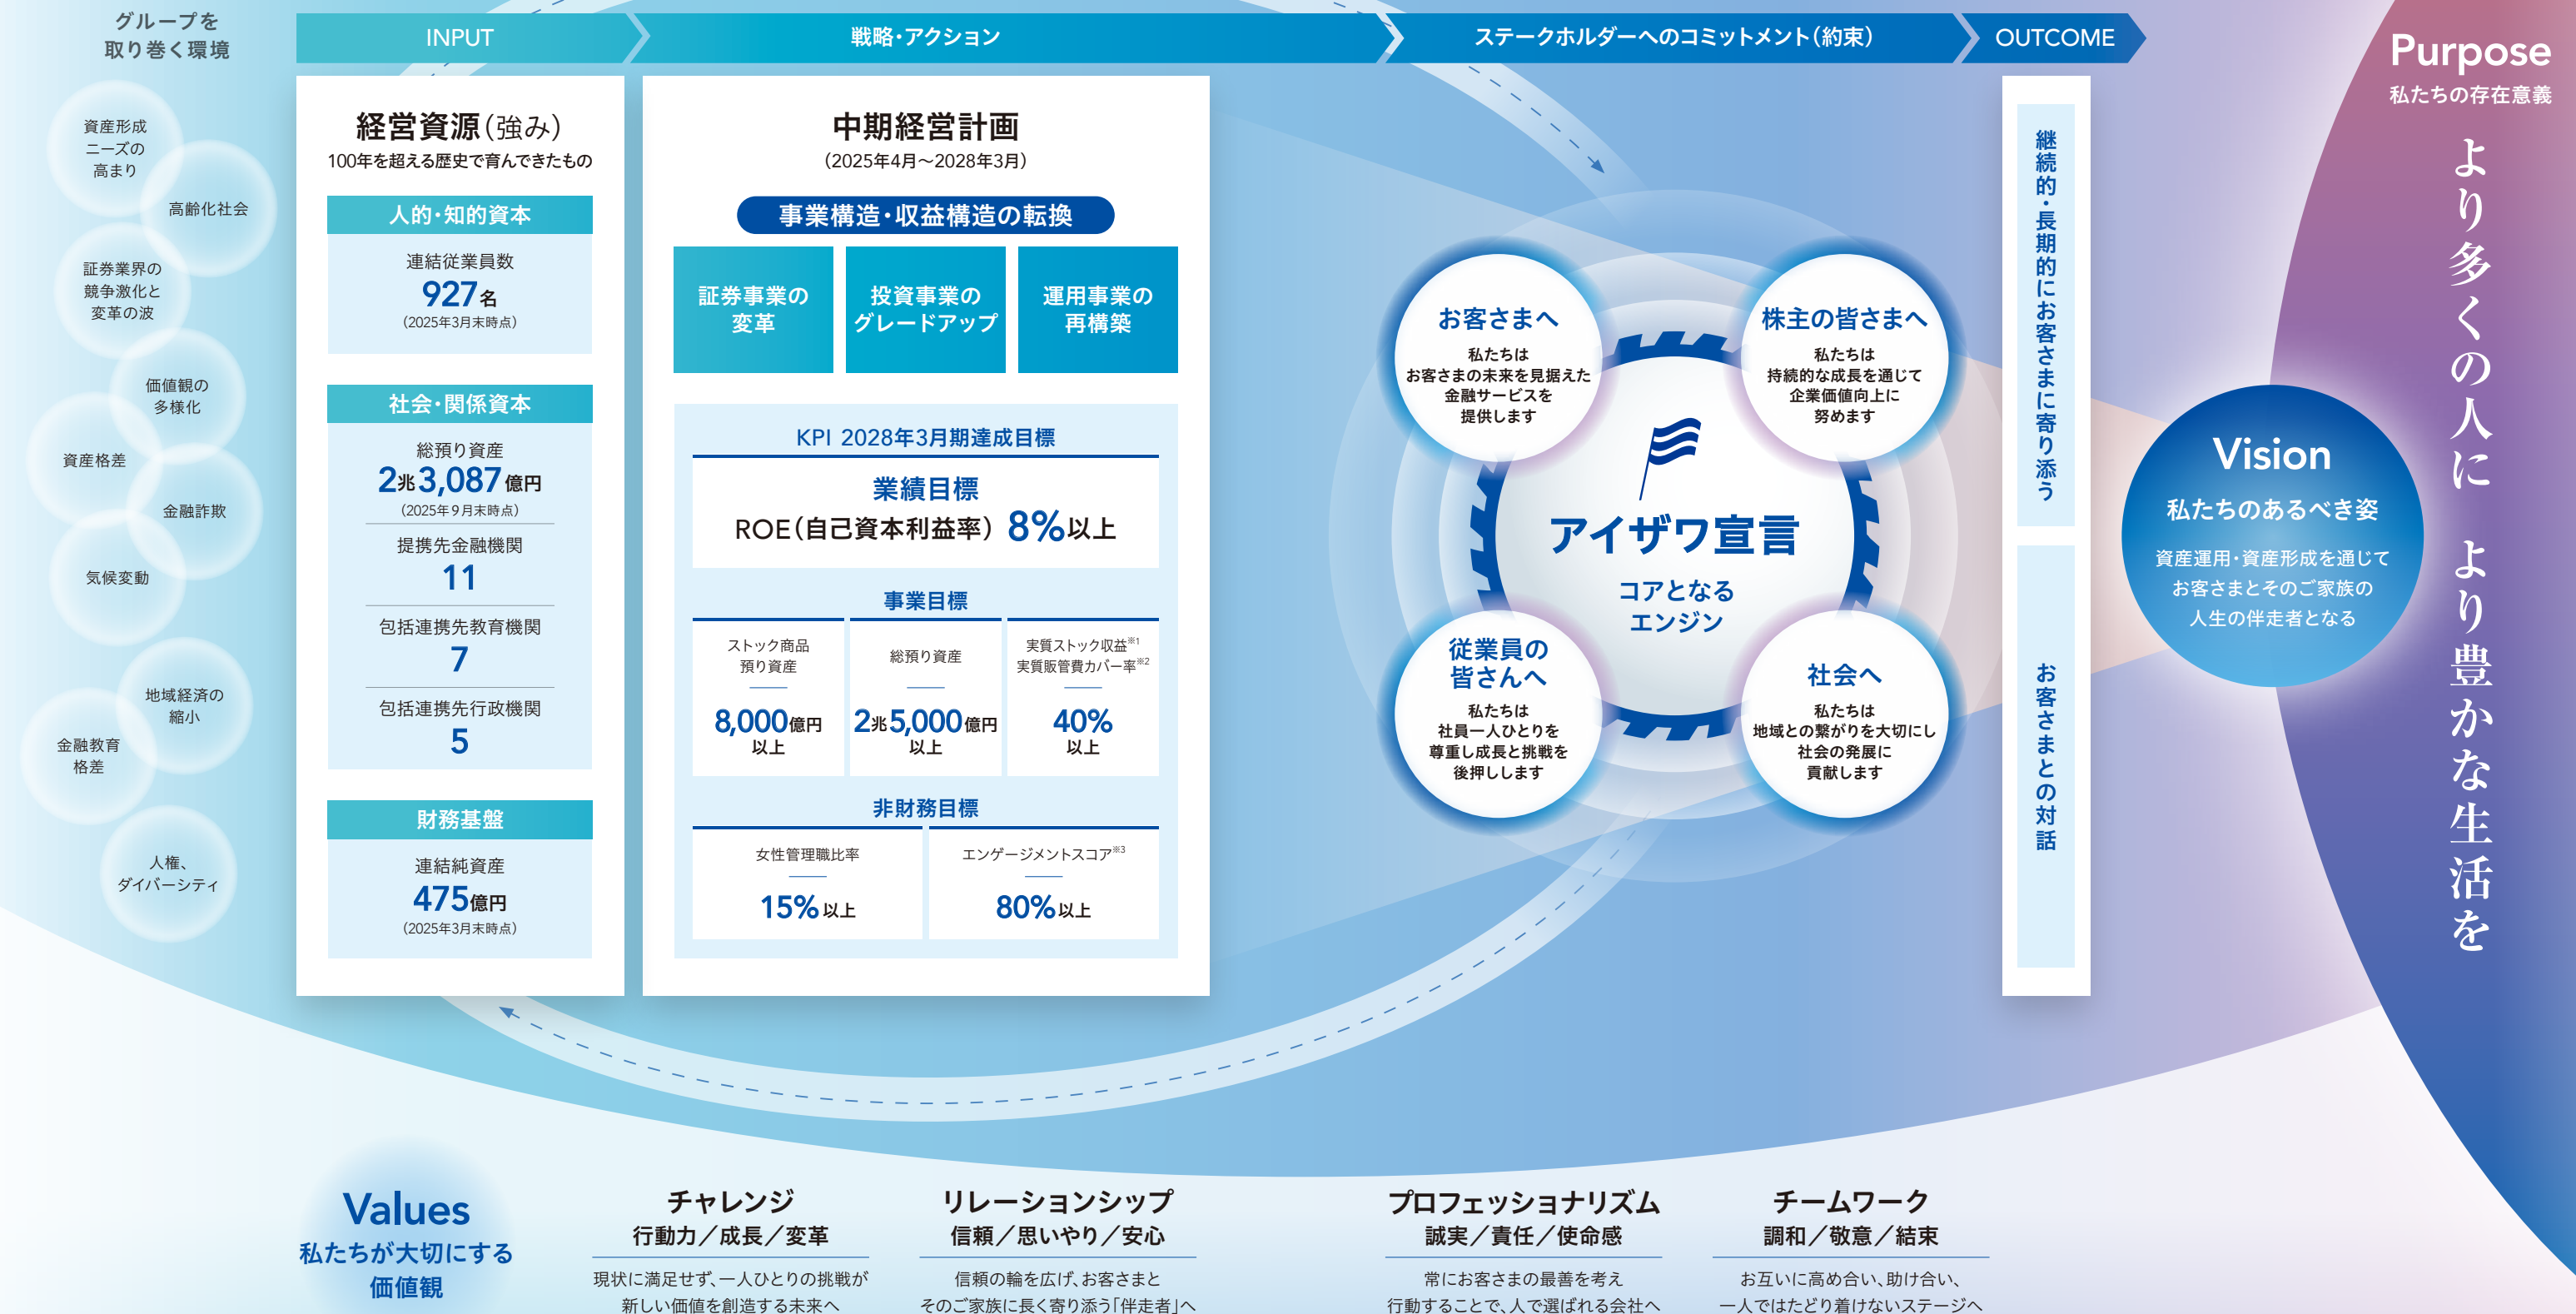 グループを
取り巻く環境
資産形成
ニーズの
高まり
高齢化社会
証券業界の
競争激化と
変革の波
価値観の
多様化
資産格差
金融詐欺
気候変動
地域経済の
縮小
金融教育
格差
人権、
ダイバーシティ
INPUT
経営資源(強み)
100年を超える歴史で育んできたもの
人的・知的資本
連結従業員数
927名
(2025年3月末時点)
社会・関係資本
総預り資産
2兆3,087億円
(2025年9月末時点)
提携先金融機関
11
包括連携先教育機関
7
包括連携先行政機関
5
財務基盤
連結純資産
475億円
(2025年3月末時点)
戦略・アクション
中期経営計画
(2025年4月〜2028年3月)
事業構造・収益構造の転換
証券事業の
変革
投資事業の
グレードアップ
運用事業の
再構築
KPI 2028年3月期達成目標
業績目標
ROE(自己資本利益率) 8%以上
事業目標
ストック商品
預り資産
8,000億円
以上
総預り資産
2兆5,000億円
以上
実質ストック収益※1
実質販管費カバー率※2
40%
以上
非財務目標
女性管理職比率
15%以上
エンゲージメントスコア※3
80%以上
ステークホルダーへのコミットメント(約束)
お客さまへ
私たちは
お客さまの未来を見据えた
金融サービスを
提供します
株主の皆さまへ
私たちは
持続的な成長を通じて
企業価値向上に
努めます
アイザワ宣言
コアとなる
エンジン
従業員の
皆さんへ
私たちは
社員一人ひとりを
尊重し成長と挑戦を
後押しします
社会へ
私たちは
地域との繋がりを大切にし
社会の発展に
貢献します
OUTCOME
継続的・長期的にお客さまに寄り添う
お客さまとの対話
Vision
私たちのあるべき姿
資産運用・資産形成を通じて
お客さまとそのご家族の
人生の伴走者となる
Purpose
私たちの存在意義
より多くの人に より豊かな生活を
Values
私たちが大切にする
価値観
チャレンジ
行動力／成長／変革
現状に満足せず、一人ひとりの挑戦が
新しい価値を創造する未来へ
リレーションシップ
信頼／思いやり／安心
信頼の輪を広げ、お客さまと
そのご家族に長く寄り添う「伴走者」へ
プロフェッショナリズム
誠実／責任／使命感
常にお客さまの最善を考え
行動することで、人で選ばれる会社へ
チームワーク
調和／敬意／結束
お互いに高め合い、助け合い、
一人ではたどり着けないステージへ